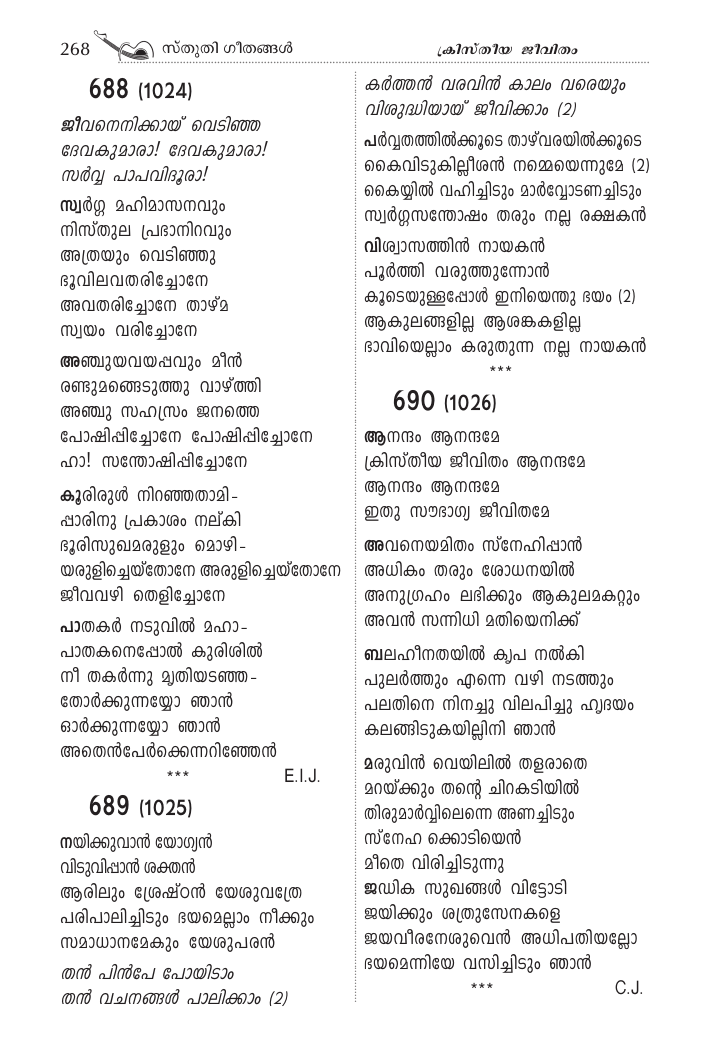 268 സ്തുതി ഗീതങ്ങൾ ക്രിസ്തീയ ജീവിതം
688 (1024)
ജീവനെനിക്കായ് വെടിഞ്ഞ
ദേവകുമാരാ! ദേവകുമാരാ!
സർവ്വ പാപവിദൂരാ!
സ്വർഗ്ഗ മഹിമാസനവും
നിസ്തുല പ്രഭാനിറവും
അത്രയും വെടിഞ്ഞു
ഭൂവിലവതരിച്ചോനേ
അവതരിച്ചോനേ താഴ്മ
സ്വയം വരിച്ചോനേ
അഞ്ചുയവയപ്പവും മീൻ
രണ്ടുമങ്ങെടുത്തു വാഴ്ത്തി
അഞ്ചു സഹസ്രം ജനത്തെ
പോഷിപ്പിച്ചോനേ പോഷിപ്പിച്ചോനേ
ഹാ! സന്തോഷിപ്പിച്ചോനേ
കൂരിരുൾ നിറഞ്ഞതാമി-
പ്പാരിനു പ്രകാശം നല്കി
ഭൂരിസുഖമരുളും മൊഴി-
യരുളിച്ചെയ്തോനേ അരുളിച്ചെയ്തോനേ
ജീവവഴി തെളിച്ചോനേ
പാതകർ നടുവിൽ മഹാ-
പാതകനെപ്പോൽ കുരിശിൽ
നീ തകർന്നു മൃതിയടഞ്ഞ-
തോർക്കുന്നയ്യോ ഞാൻ
ഓർക്കുന്നയ്യോ ഞാൻ
അതെൻപേർക്കെന്നറിഞ്ഞേൻ
*** E.I.J.
689 (1025)
നയിക്കുവാൻ യോഗ്യൻ
വിടുവിപ്പാൻ ശക്തൻ
ആരിലും ശ്രേഷ്ഠൻ യേശുവത്രേ
പരിപാലിച്ചിടും ഭയമെല്ലാം നീക്കും
സമാധാനമേകും യേശുപരൻ
തൻ പിൻപേ പോയിടാം
തൻ വചനങ്ങൾ പാലിക്കാം (2)
കർത്തൻ വരവിൻ കാലം വരെയും
വിശുദ്ധിയായ് ജീവിക്കാം (2)
പർവ്വതത്തിൽക്കൂടെ താഴ്വരയിൽക്കൂടെ
കൈവിടുകില്ലീശൻ നമ്മെയെന്നുമേ (2)
കൈയ്യിൽ വഹിച്ചിടും മാർവ്വോടണച്ചിടും
സ്വർഗ്ഗസന്തോഷം തരും നല്ല രക്ഷകൻ
വിശ്വാസത്തിൻ നായകൻ
പൂർത്തി വരുത്തുന്നോൻ
കൂടെയുള്ളപ്പോൾ ഇനിയെന്തു ഭയം (2)
ആകുലങ്ങളില്ല ആശങ്കകളില്ല
ഭാവിയെല്ലാം കരുതുന്ന നല്ല നായകൻ
***
690 (1026)
ആനന്ദം ആനന്ദമേ
ക്രിസ്തീയ ജീവിതം ആനന്ദമേ
ആനന്ദം ആനന്ദമേ
ഇതു സൗഭാഗ്യ ജീവിതമേ
അവനെയമിതം സ്നേഹിപ്പാൻ
അധികം തരും ശോധനയിൽ
അനുഗ്രഹം ലഭിക്കും ആകുലമകറ്റും
അവൻ സന്നിധി മതിയെനിക്ക്
ബലഹീനതയിൽ കൃപ നൽകി
പുലർത്തും എന്നെ വഴി നടത്തും
പലതിനെ നിനച്ചു വിലപിച്ചു ഹൃദയം
കലങ്ങിടുകയില്ലിനി ഞാൻ
മരുവിൻ വെയിലിൽ തളരാതെ
മറയ്ക്കും തന്റെ ചിറകടിയിൽ
തിരുമാർവ്വിലെന്നെ അണച്ചിടും
സ്നേഹ ക്കൊടിയെൻ
മീതെ വിരിച്ചിടുന്നു
ജഡിക സുഖങ്ങൾ വിട്ടോടി
ജയിക്കും ശത്രുസേനകളെ
ജയവീരനേശുവെൻ അധിപതിയല്ലോ
ഭയമെന്നിയേ വസിച്ചിടും ഞാൻ
*** C.J.